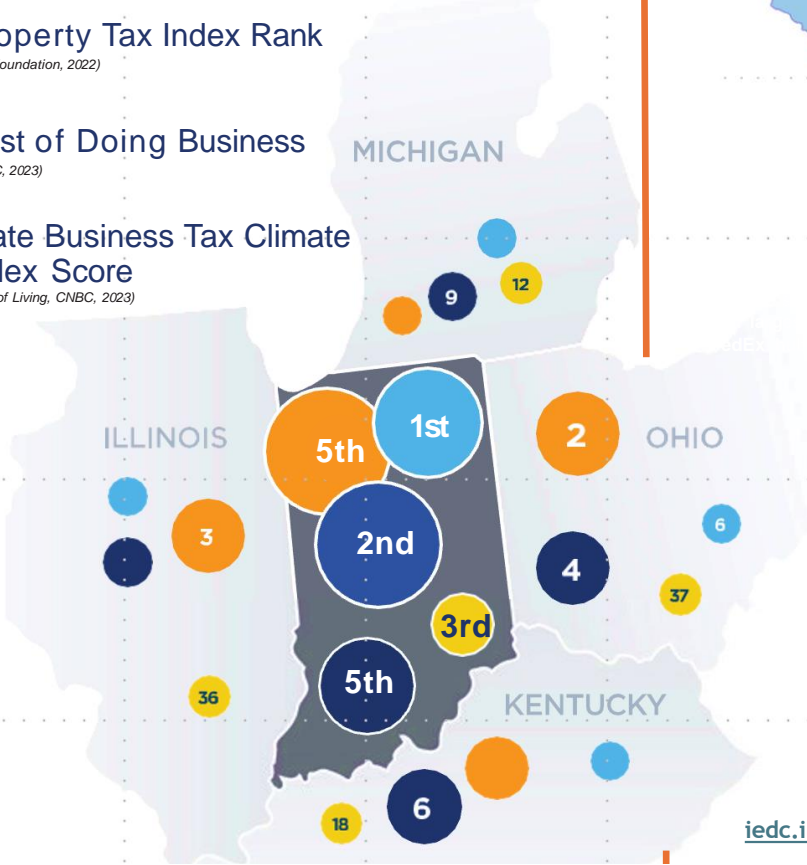 operty Tax Index Rank
oundation, 2022)
st of Doing Business
, 2023)
ate Business Tax Climate
dex Score
of Living, CNBC, 2023)
MICHIGAN
9
12
ILLINOIS
3
36
5th
1st
2nd
3rd
5th
2
OHIO
6
4
37
KENTUCKY
6
18
iedc.i